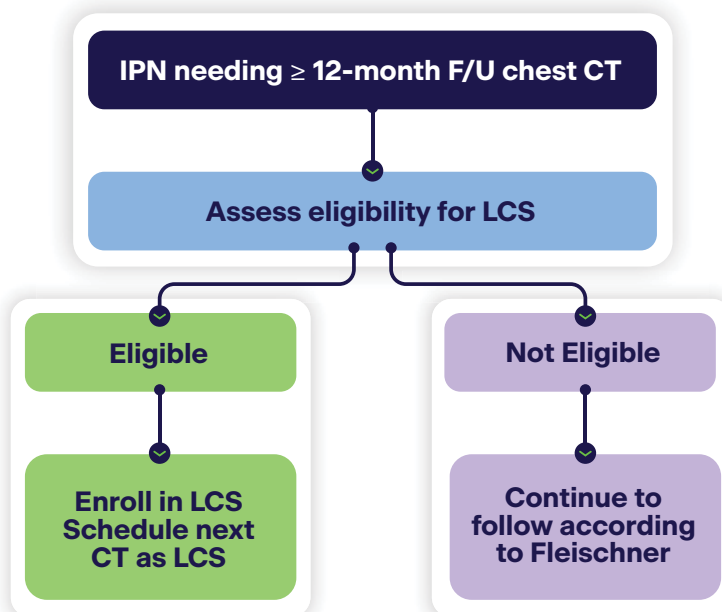 IPN needing ≥ 12-month F/U chest CT
Assess eligibility for LCS
Eligible
Not Eligible
Enroll in LCS
Schedule next
CT as LCS
Continue to
follow according
to Fleischner